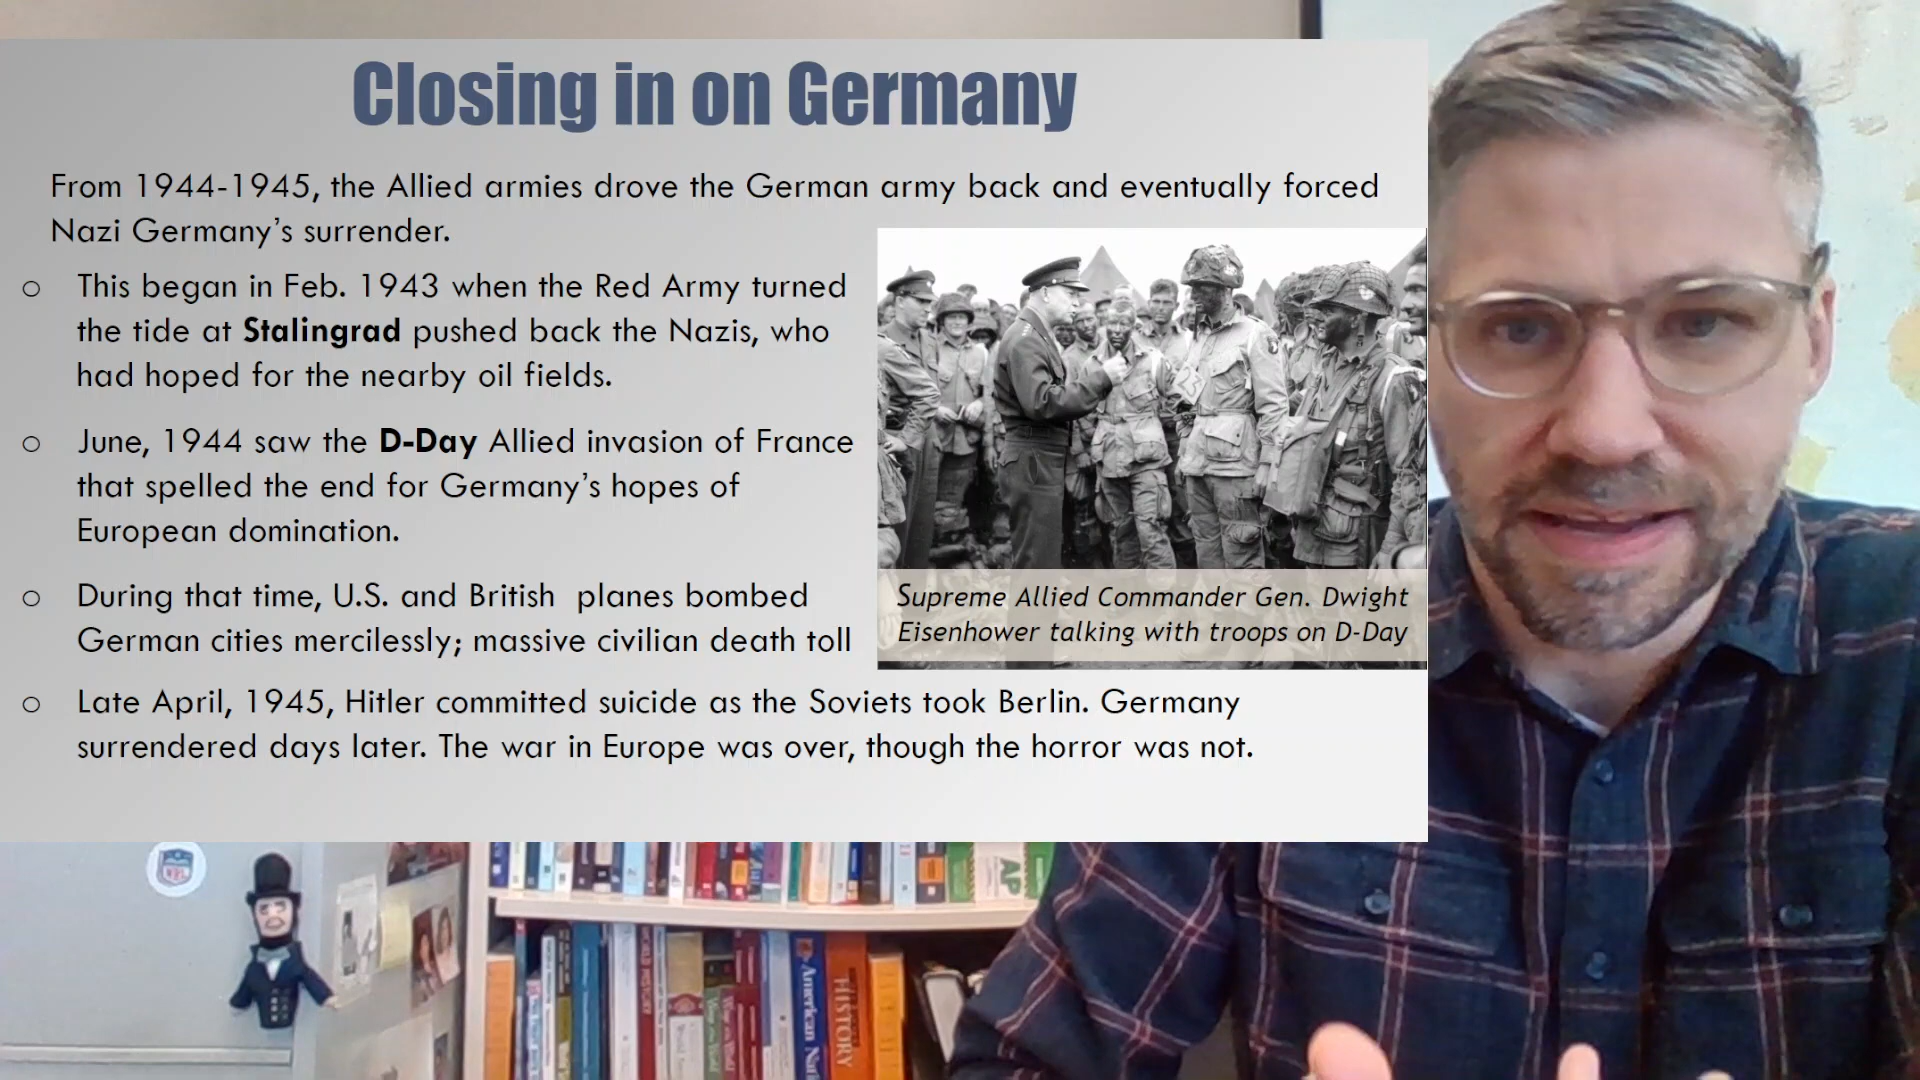 Closing in on Germany
From 1944-1945, the Allied armies drove the German army back and eventually forced
Nazi Germany's surrender.
o This began in Feb. 1943 when the Red Army turned
the tide at Stalingrad pushed back the Nazis, who
had hoped for the nearby oil fields.
o June, 1944 saw the D-Day Allied invasion of France
that spelled the end for Germany's hopes of
European domination.
o During that time, U.S. and British planes bombed
German cities mercilessly; massive civilian death toll
Supreme Allied Commander Gen. Dwight
Eisenhower talking with troops on D-Day
o Late April, 1945, Hitler committed suicide as the Soviets took Berlin. Germany
surrendered days later. The war in Europe was over, though the horror was not.
NFL
AP
WORLD HISTORY
American
HISTORY